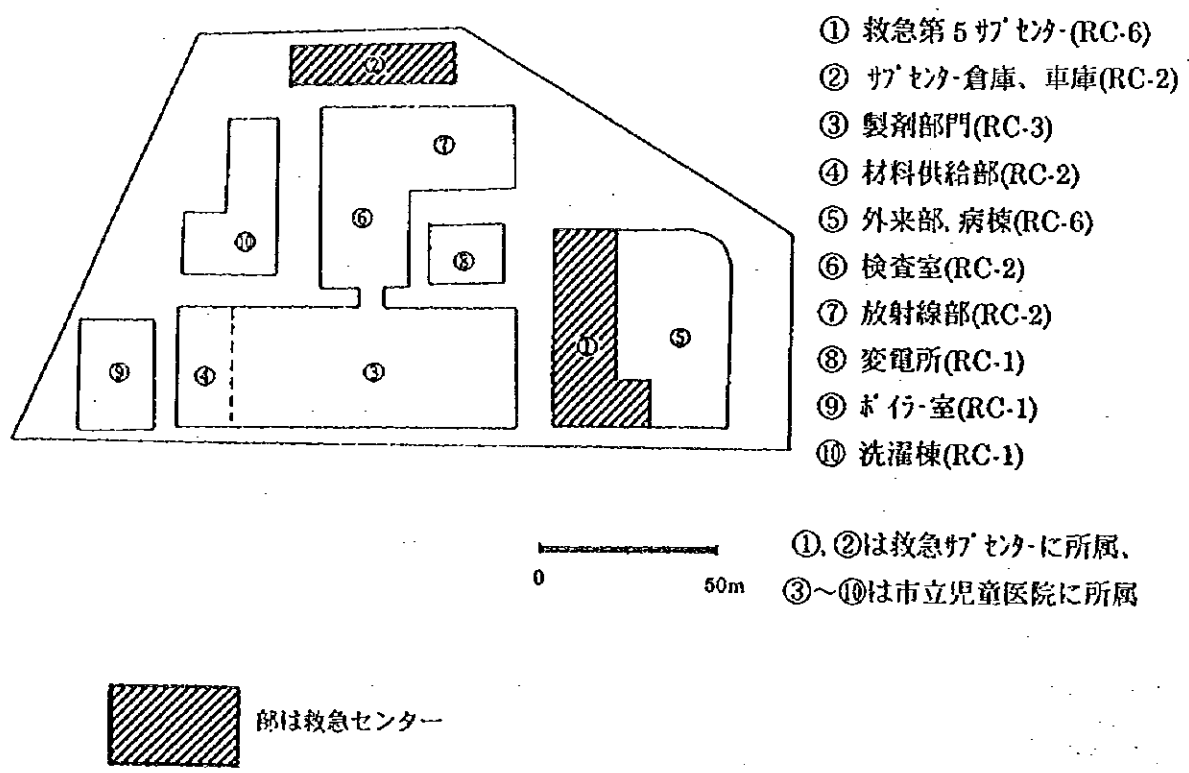 ① 救急第5ｻﾌﾞｾﾝﾀｰ(RC-6)
② ｻﾌﾞｾﾝﾀｰ倉庫、車庫(RC-2)
③ 製剤部門(RC-3)
④ 材料供給部(RC-2)
⑤ 外来部、病棟(RC-6)
⑥ 検査室(RC-2)
⑦ 放射線部(RC-2)
⑧ 変電所(RC-1)
⑨ ﾎﾞｲﾗｰ室(RC-1)
⑩ 洗濯棟(RC-1)
②
⑦
⑥
⑩
⑧
①
⑤
⑨
④
③
0 50m
①、②は救急ｻﾌﾞｾﾝﾀｰに所属、
③～⑩は市立児童医院に所属
部は救急センター